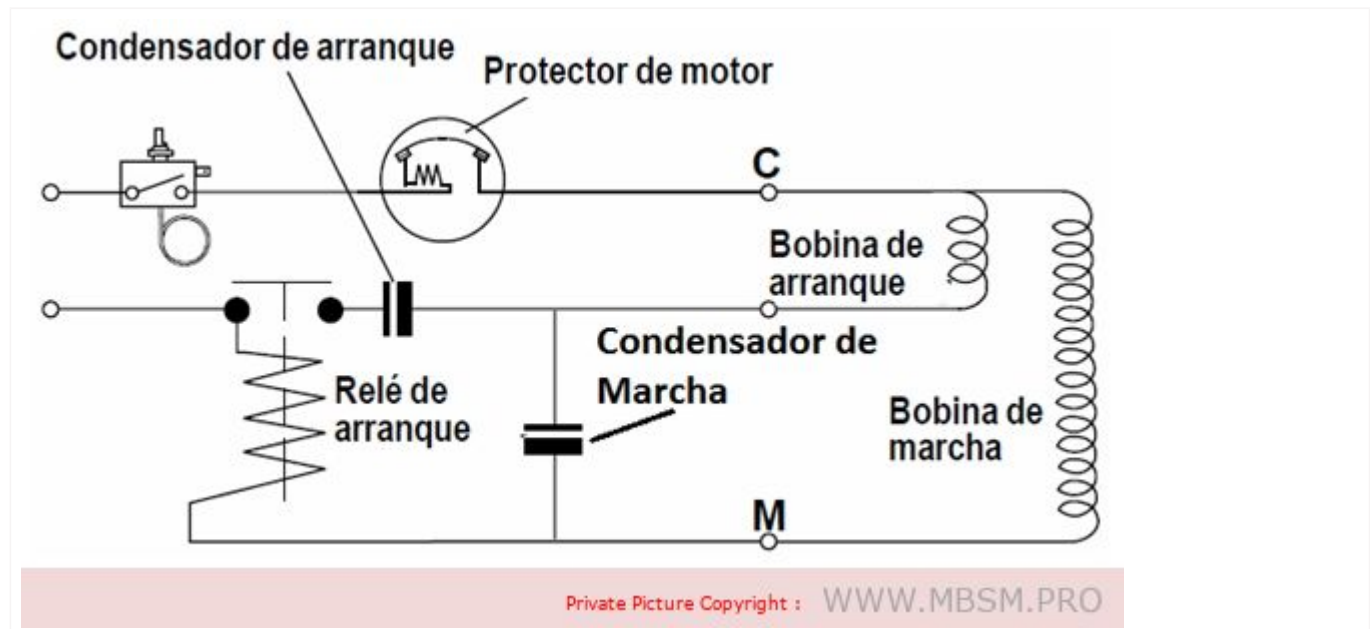 Condensador de arranque
Protector de motor
C
Bobina de
arranque
Condensador de
Marcha
Relé de
arranque
Bobina de
marcha
M
Private Picture Copyright : WWW.MBSM.PRO